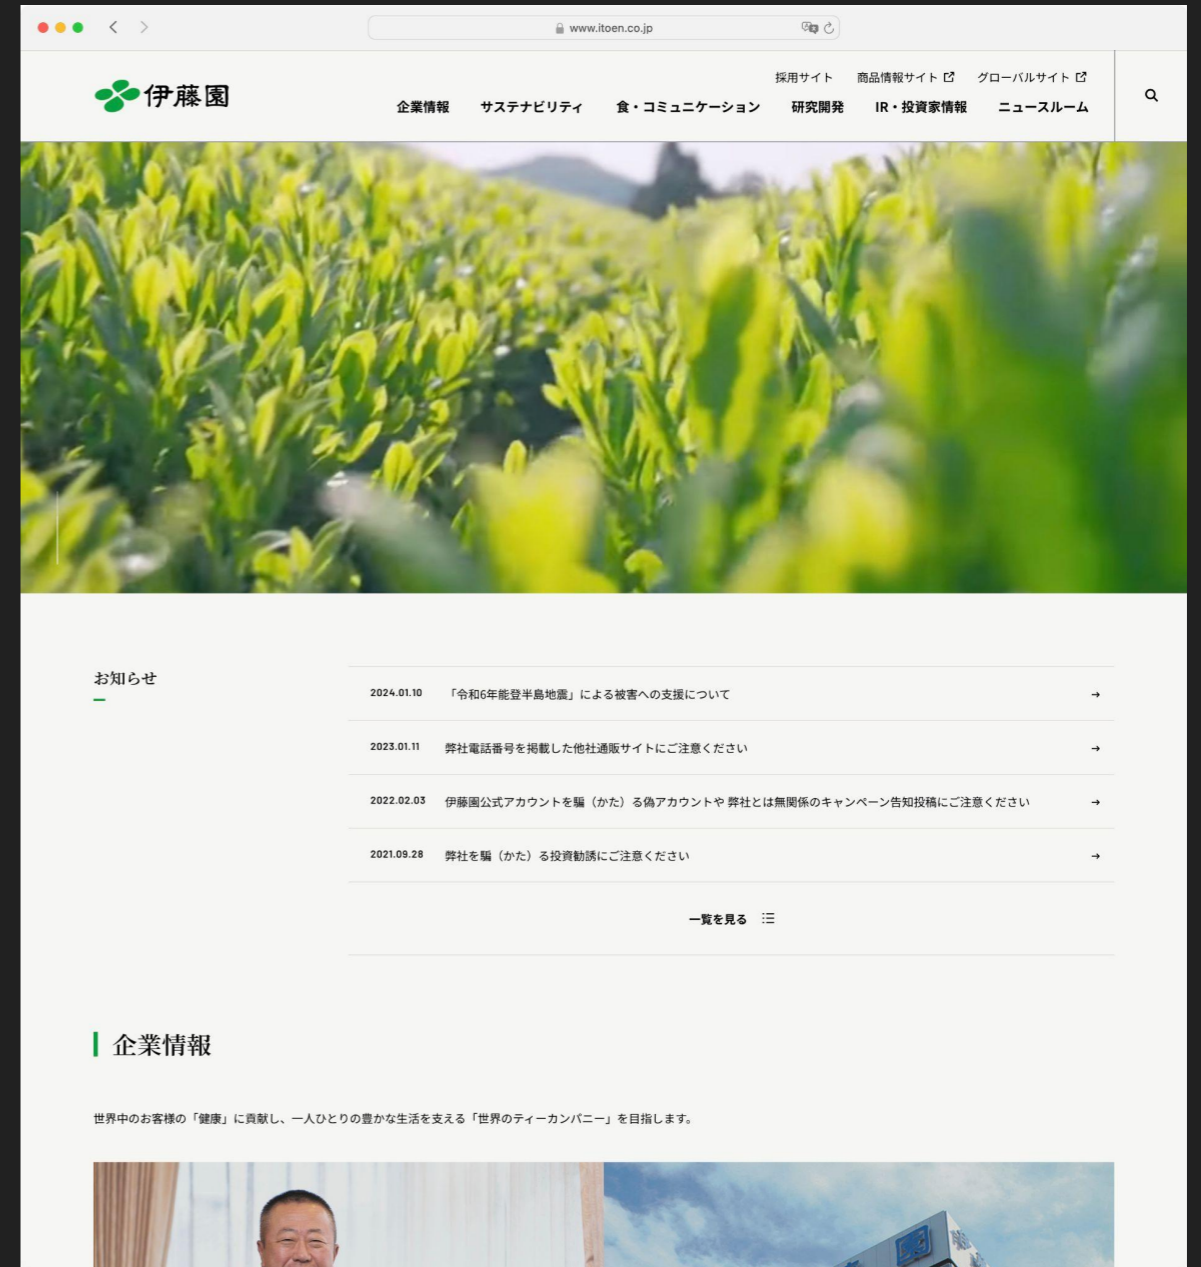 www.itoen.co.jp
伊藤園
採用サイト 商品情報サイト グローバルサイト
企業情報 サステナビリティ 食・コミュニケーション 研究開発 IR・投資家情報 ニュースルーム
お知らせ
2024.01.10 「令和6年能登半島地震」による被害への支援について
2023.01.11 弊社電話番号を掲載した他社通販サイトにご注意ください
2022.02.03 伊藤園公式アカウントを騙（かた）る偽アカウントや 弊社とは無関係のキャンペーン告知投稿にご注意ください
2021.09.28 弊社を騙（かた）る投資勧誘にご注意ください
一覧を見る
企業情報
世界中のお客様の「健康」に貢献し、一人ひとりの豊かな生活を支える「世界のティーカンパニー」を目指します。